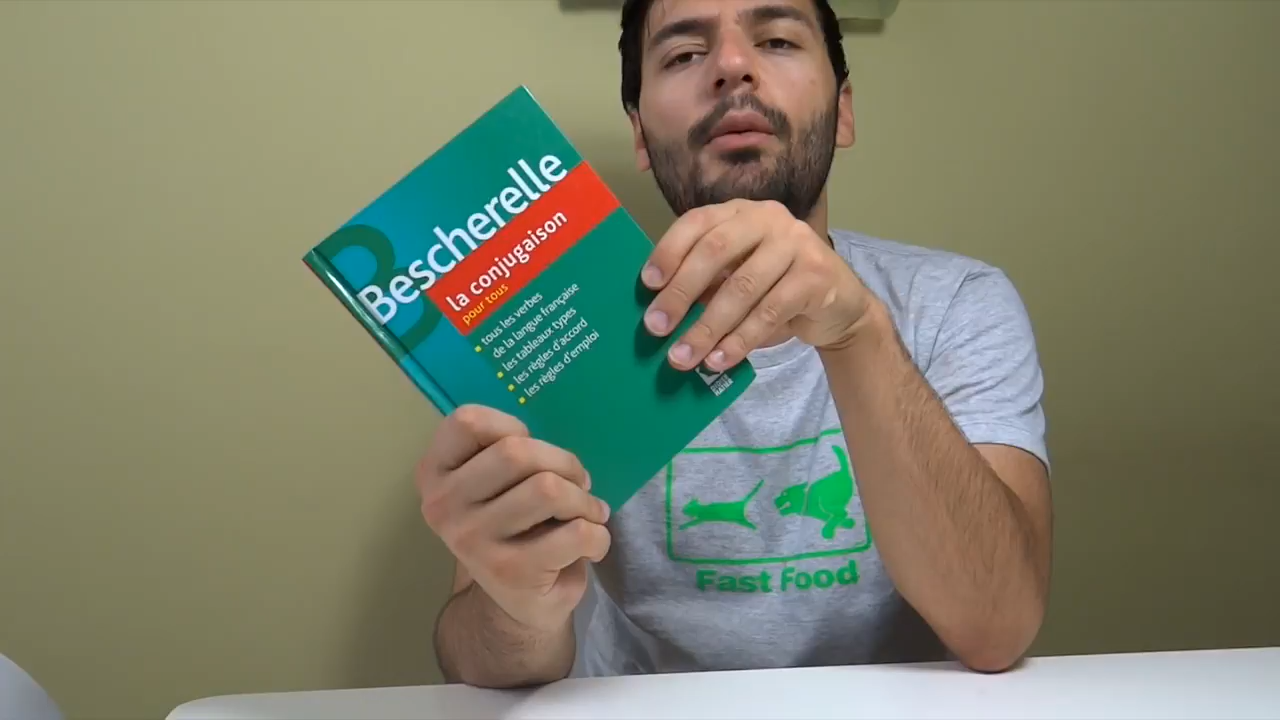 Bescherelle
la conjugaison
pour tous
tous les verbes
de la langue française
les tableaux types
les règles d'accord
les règles d'emploi
HATIER
Fast Food